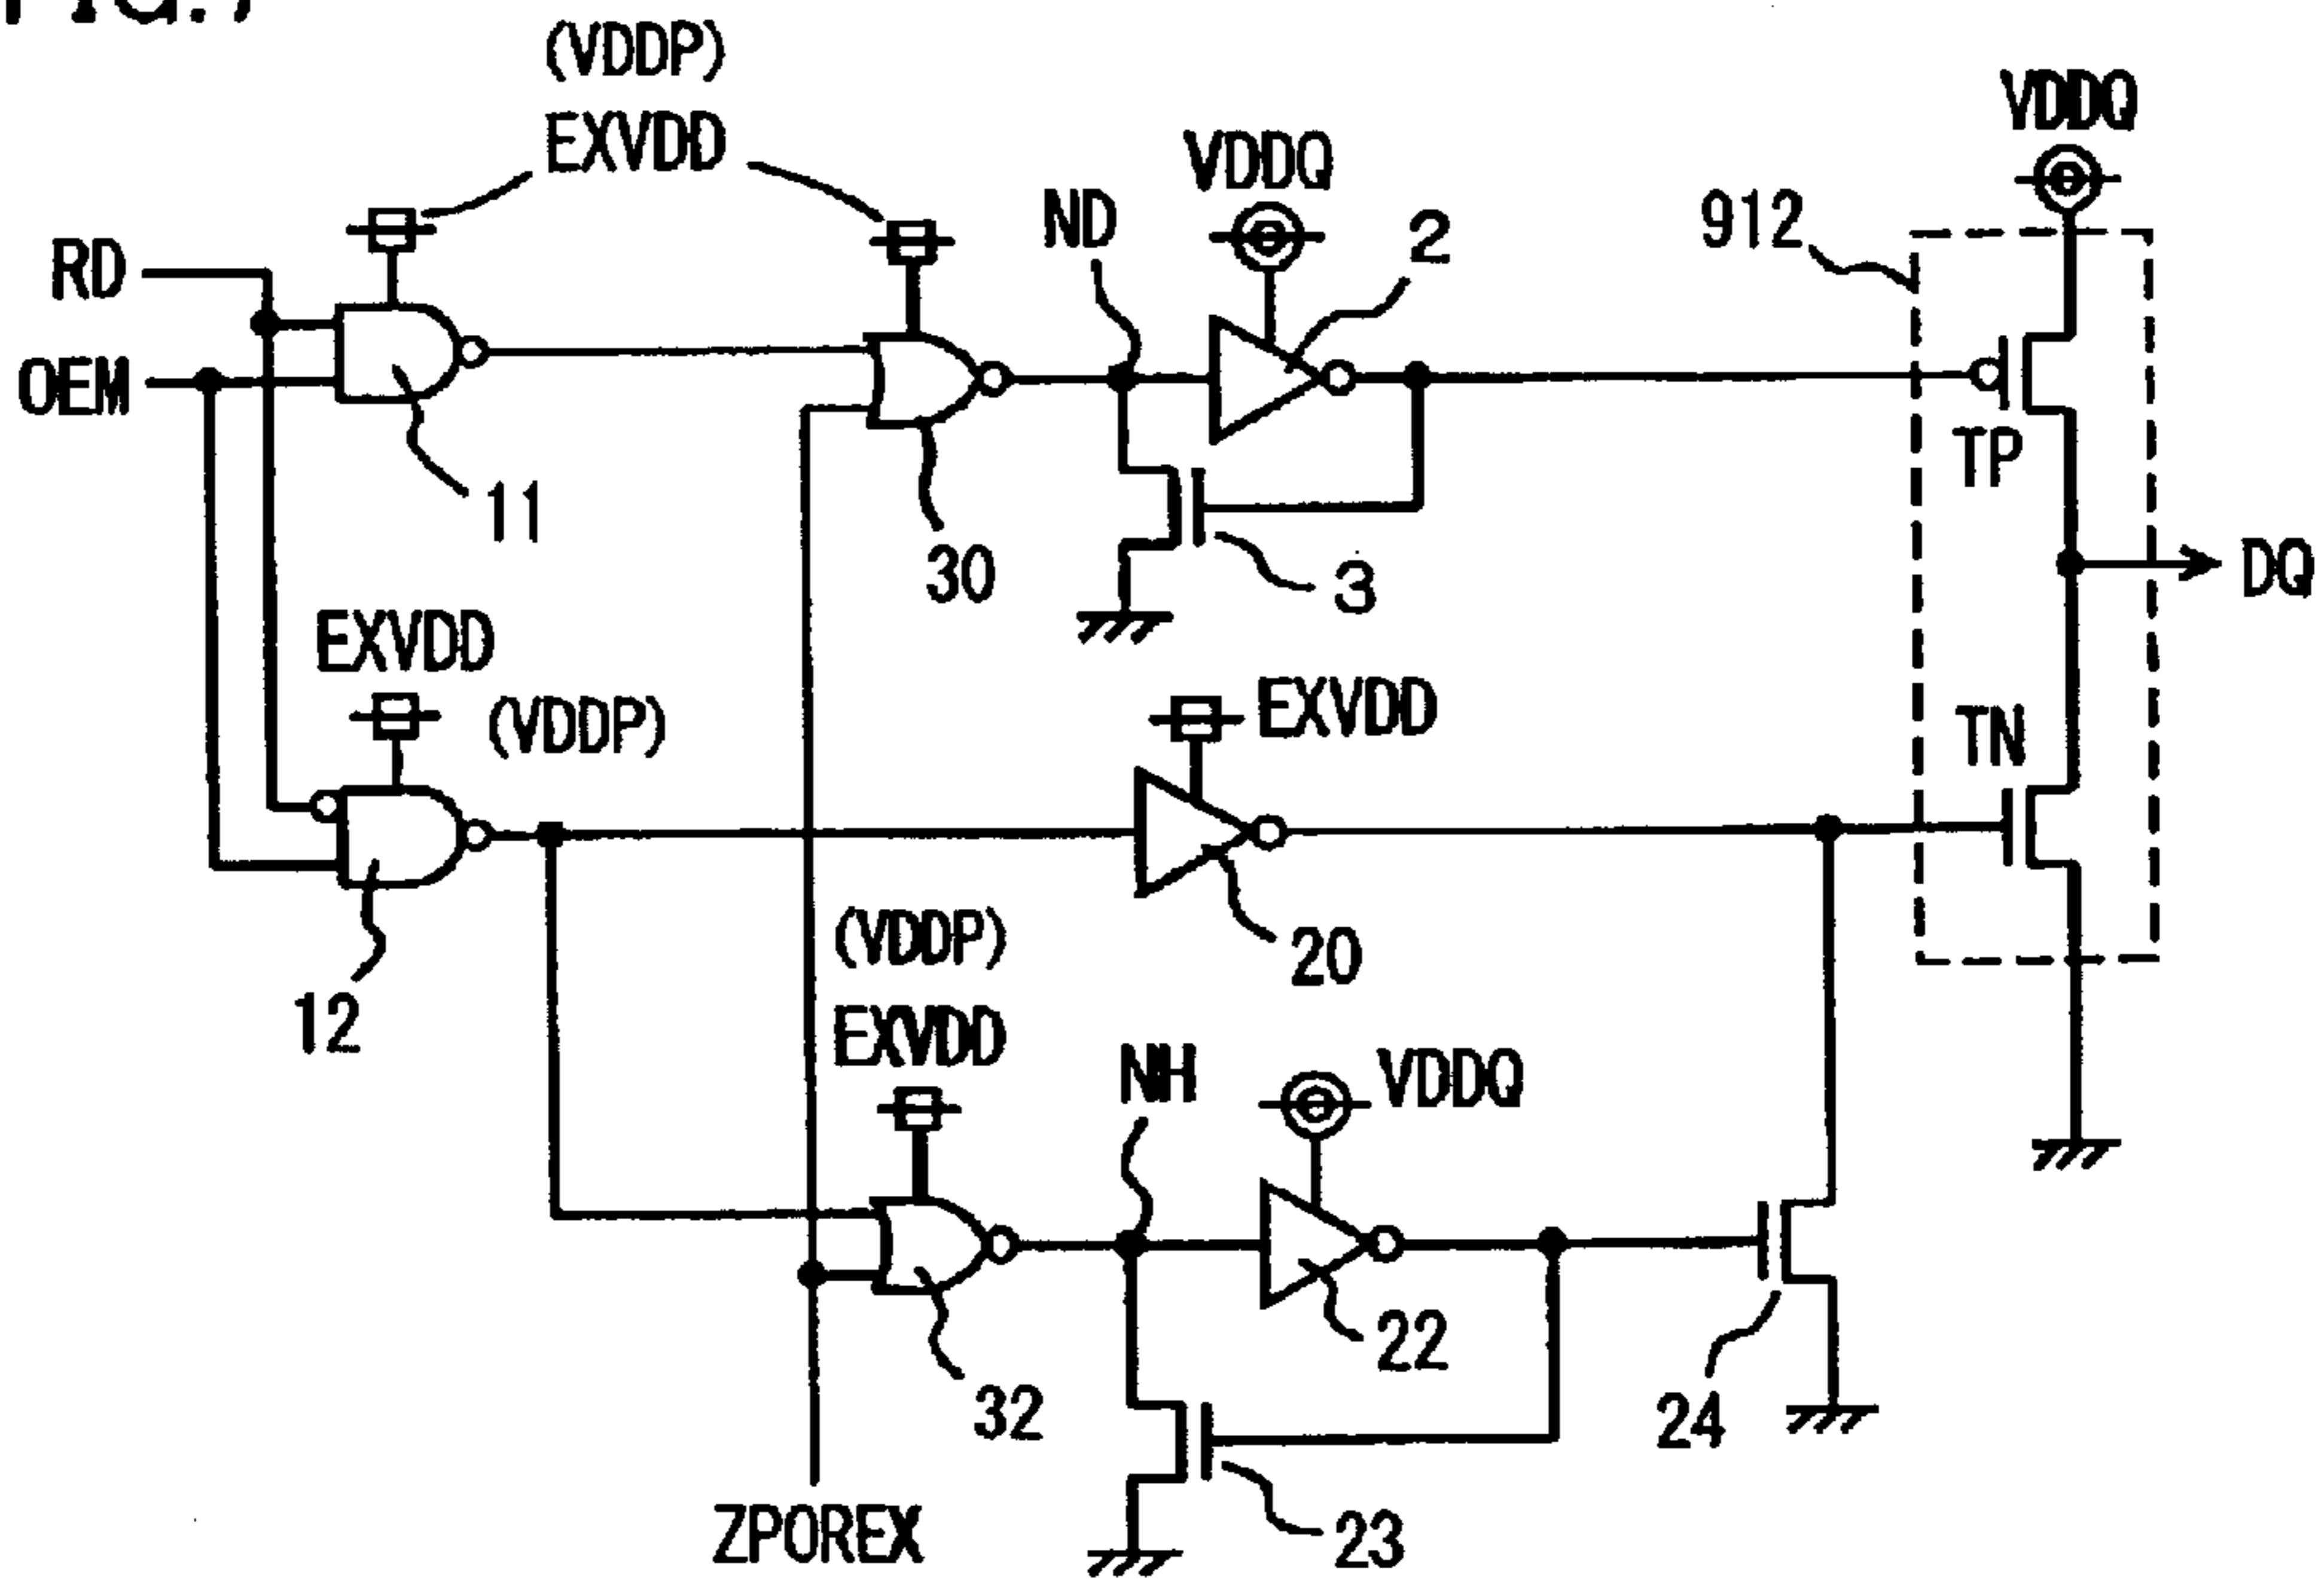 (VDDP)
EXVDD
VDDQ
VDDQ
ND
2
912
RD
OEM
TP
11
30
3
DQ
EXVDD
(VDDP)
EXVDD
TN
(VDDP)
20
12
EXVDD
NH
VDDQ
22
32
24
ZPOREX
23